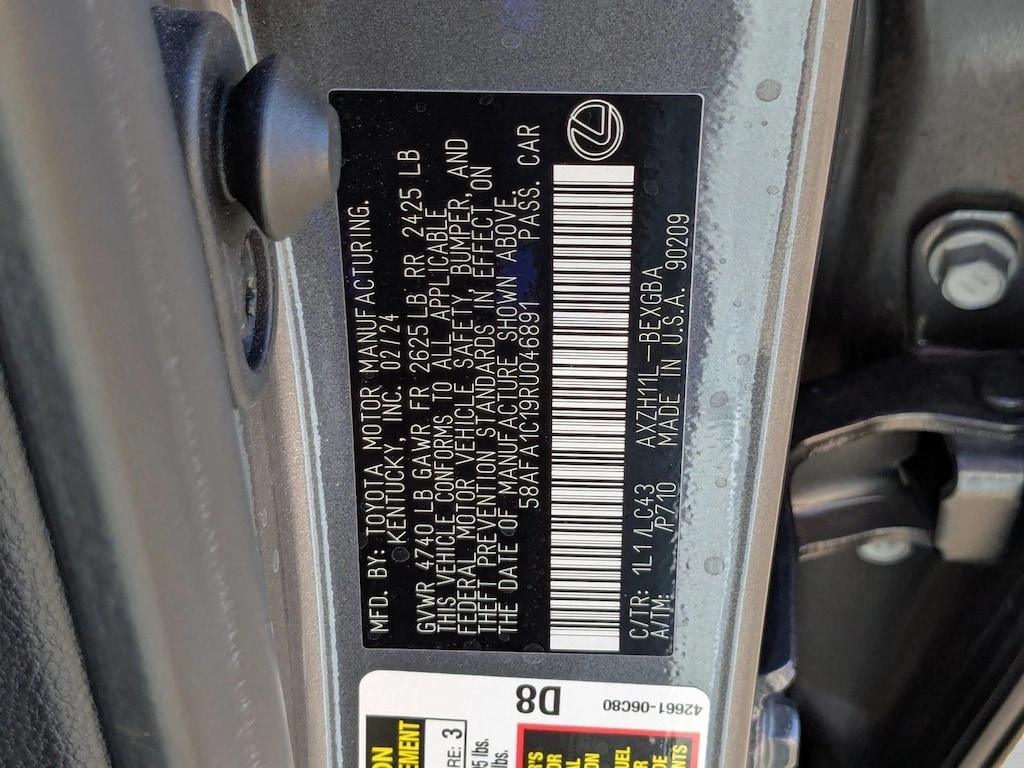 MFD. BY: TOYOTA MOTOR MANUFACTURING.
KENTUCKY, INC. 02/24
GVWR 4740 LB GAWR FR 2625 LB RR 2425 LB
THIS VEHICLE CONFORMS TO ALL APPLICABLE
FEDERAL MOTOR VEHICLE SAFETY, BUMPER, AND
THEFT PREVENTION STANDARDS IN EFFECT ON
THE DATE OF MANUFACTURE SHOWN ABOVE.
58AFA1C19RU046891 PASS. CAR
C/TR: 1L1/LC43 AXZH11L-BEXGBA
A/TM: /P710 MADE IN U.S.A. 90209
D8
42661-06C80
3
lbs.
lbs.